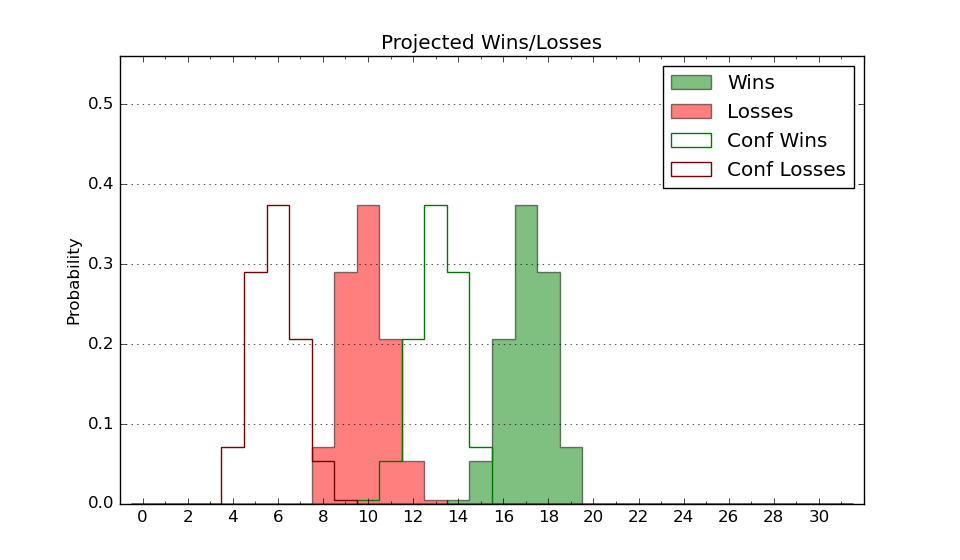 Projected Wins/Losses
Wins
Losses
Conf Wins
Conf Losses
Probability
0.5
0.4
0.3
0.2
0.1
0.0
0 2 4 6 8 10 12 14 16 18 20 22 24 26 28 30